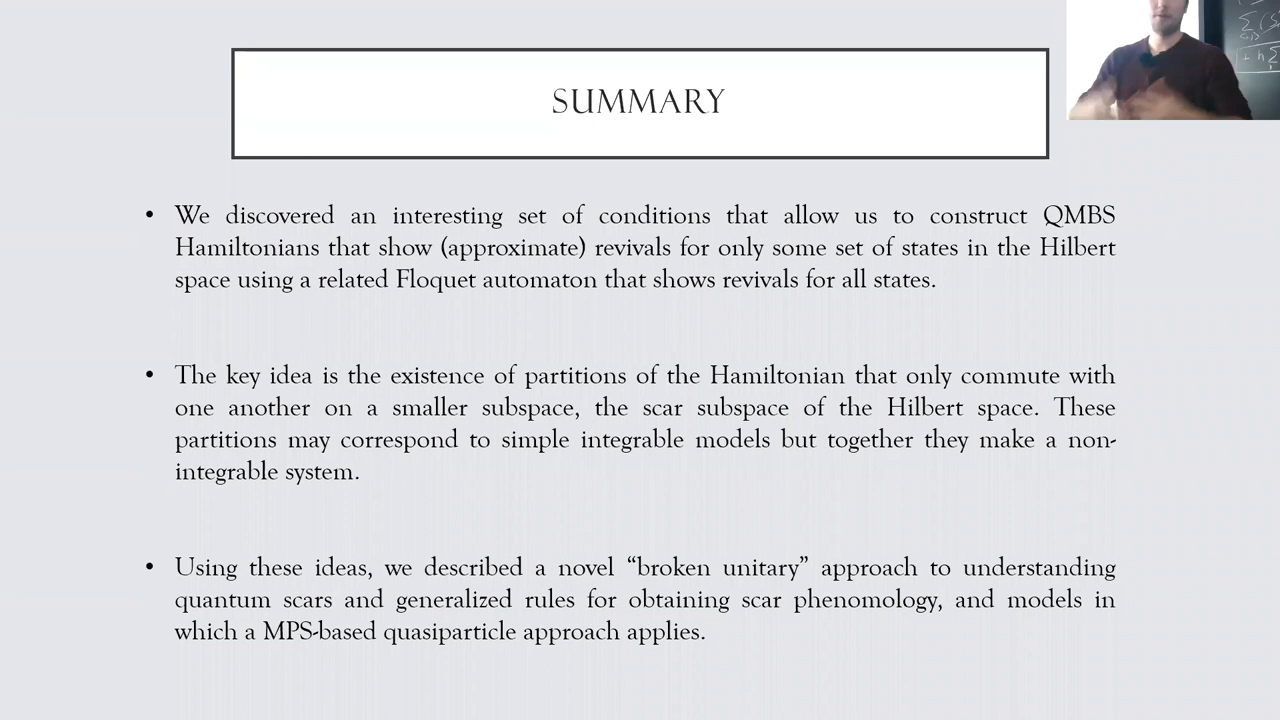 SUMMARY
• We discovered an interesting set of conditions that allow us to construct QMBS
Hamiltonians that show (approximate) revivals for only some set of states in the Hilbert
space using a related Floquet automaton that shows revivals for all states.
• The key idea is the existence of partitions of the Hamiltonian that only commute with
one another on a smaller subspace, the scar subspace of the Hilbert space. These
partitions may correspond to simple integrable models but together they make a non-
integrable system.
• Using these ideas, we described a novel “broken unitary” approach to understanding
quantum scars and generalized rules for obtaining scar phenomology, and models in
which a MPS-based quasiparticle approach applies.